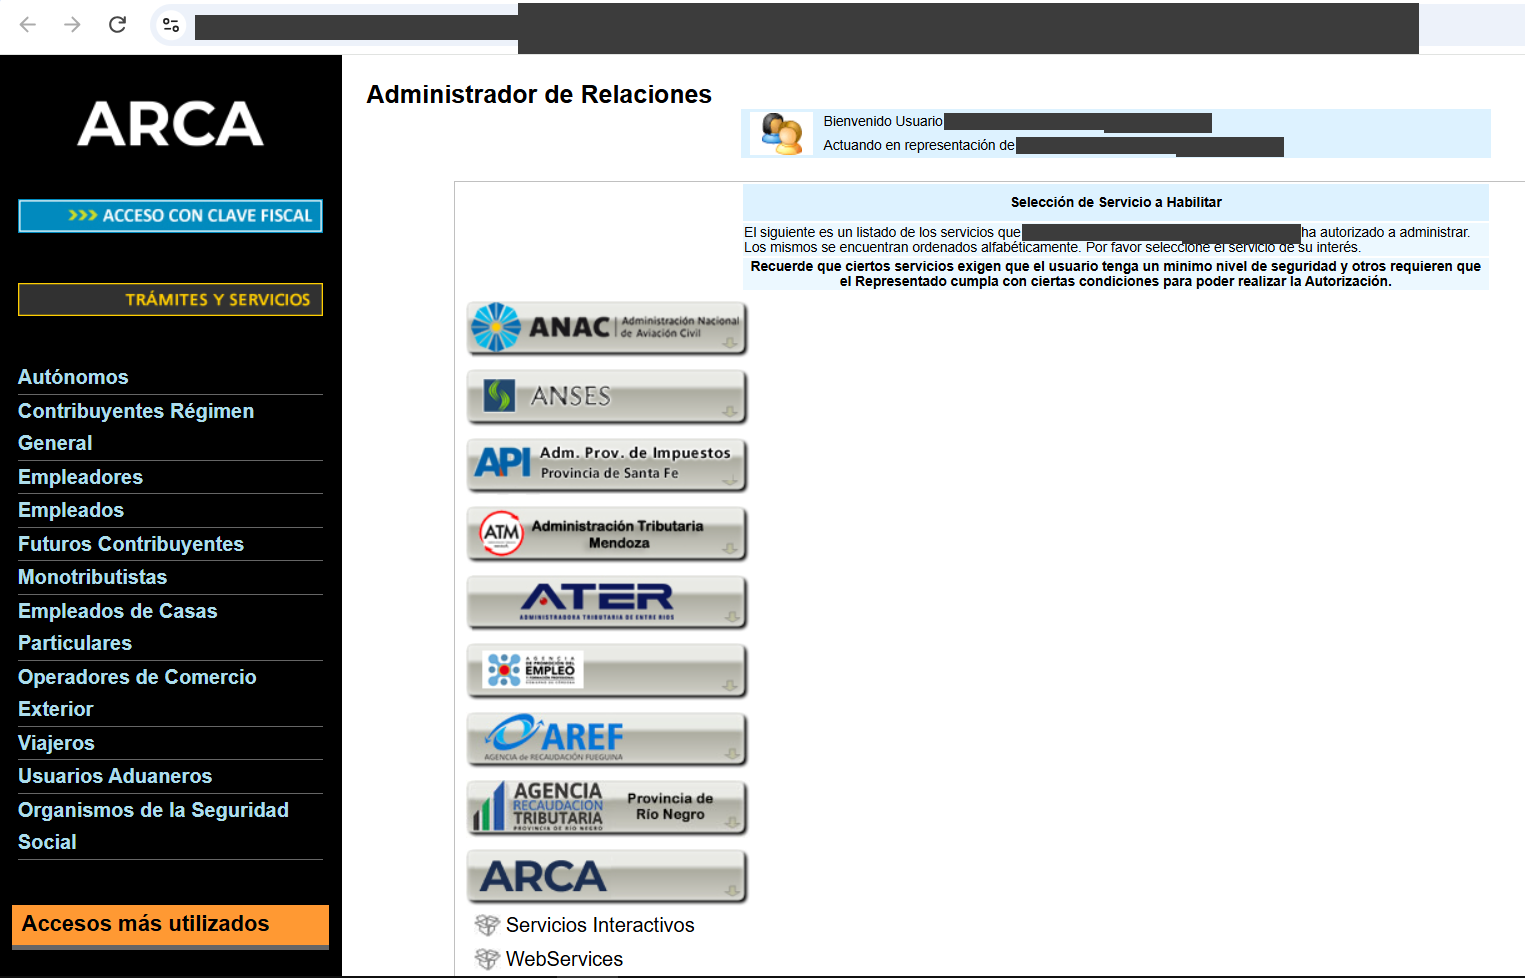 ARCA
>>> ACCESO CON CLAVE FISCAL
TRÁMITES Y SERVICIOS
Autónomos
Contribuyentes Régimen
General
Empleadores
Empleados
Futuros Contribuyentes
Monotributistas
Empleados de Casas
Particulares
Operadores de Comercio
Exterior
Viajeros
Usuarios Aduaneros
Organismos de la Seguridad
Social
Accesos más utilizados
Administrador de Relaciones
Bienvenido Usuario
Actuando en representación de
Selección de Servicio a Habilitar
El siguiente es un listado de los servicios que ha autorizado a administrar.
Los mismos se encuentran ordenados alfabéticamente. Por favor seleccione el servicio de su interés.
Recuerde que ciertos servicios exigen que el usuario tenga un minimo nivel de seguridad y otros requieren que
el Representado cumpla con ciertas condiciones para poder realizar la Autorización.
ANAC Administración Nacional
de Aviación Civil
ANSES
API Adm. Prov. de Impuestos
Provincia de Santa Fe
ATM Administración Tributaria
Mendoza
ATER
ADMINISTRADORA TRIBUTARIA DE ENTRE RIOS
AGENCIA
DE PROMOCIÓN DEL
EMPLEO
Y FORMACIÓN PROFESIONAL
AREF
AGENCIA de RECAUDACIÓN FUEGUINA
AGENCIA
RECAUDACIÓN
TRIBUTARIA
PROVINCIA DE RÍO NEGRO
Provincia de
Río Negro
ARCA
Servicios Interactivos
WebServices